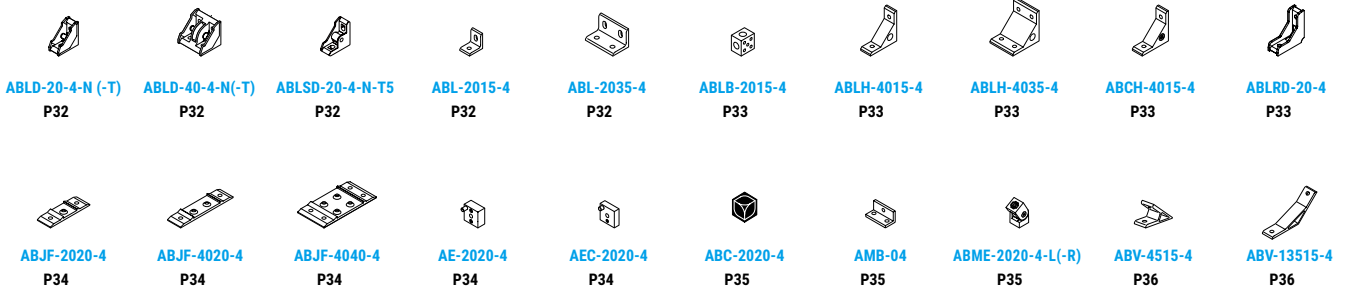 ABLD-20-4-N (-T) ABLD-40-4-N(-T) ABLSD-20-4-N-T5 ABL-2015-4 ABL-2035-4 ABLB-2015-4 ABLH-4015-4 ABLH-4035-4 ABCH-4015-4 ABLRD-20-4
P32 P32 P32 P32 P32 P33 P33 P33 P33 P33
ABJF-2020-4 ABJF-4020-4 ABJF-4040-4 AE-2020-4 AEC-2020-4 ABC-2020-4 AMB-04 ABME-2020-4-L(-R) ABV-4515-4 ABV-13515-4
P34 P34 P34 P34 P34 P35 P35 P35 P36 P36